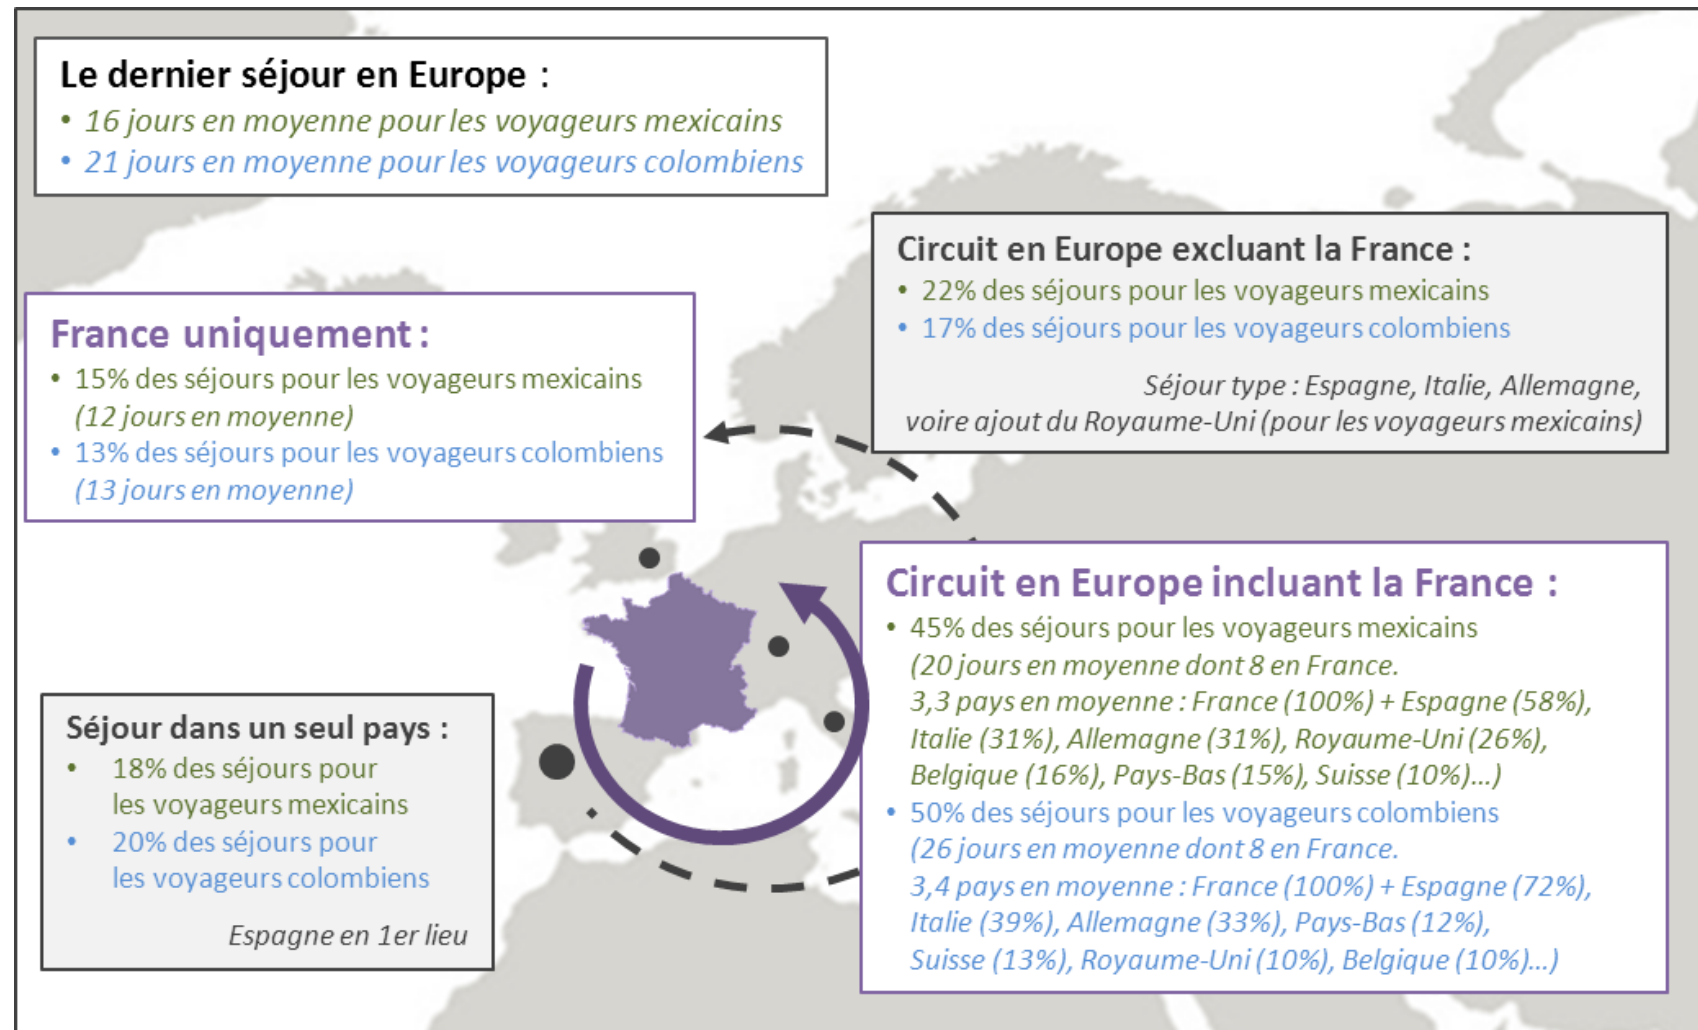 Le dernier séjour en Europe :
• 16 jours en moyenne pour les voyageurs mexicains
• 21 jours en moyenne pour les voyageurs colombiens
Circuit en Europe excluant la France :
• 22% des séjours pour les voyageurs mexicains
• 17% des séjours pour les voyageurs colombiens
Séjour type : Espagne, Italie, Allemagne,
voire ajout du Royaume-Uni (pour les voyageurs mexicains)
France uniquement :
• 15% des séjours pour les voyageurs mexicains
(12 jours en moyenne)
• 13% des séjours pour les voyageurs colombiens
(13 jours en moyenne)
Circuit en Europe incluant la France :
• 45% des séjours pour les voyageurs mexicains
(20 jours en moyenne dont 8 en France.
3,3 pays en moyenne : France (100%) + Espagne (58%),
Italie (31%), Allemagne (31%), Royaume-Uni (26%),
Belgique (16%), Pays-Bas (15%), Suisse (10%)...)
• 50% des séjours pour les voyageurs colombiens
(26 jours en moyenne dont 8 en France.
3,4 pays en moyenne : France (100%) + Espagne (72%),
Italie (39%), Allemagne (33%), Pays-Bas (12%),
Suisse (13%), Royaume-Uni (10%), Belgique (10%)...)
Séjour dans un seul pays :
• 18% des séjours pour
les voyageurs mexicains
• 20% des séjours pour
les voyageurs colombiens
Espagne en 1er lieu